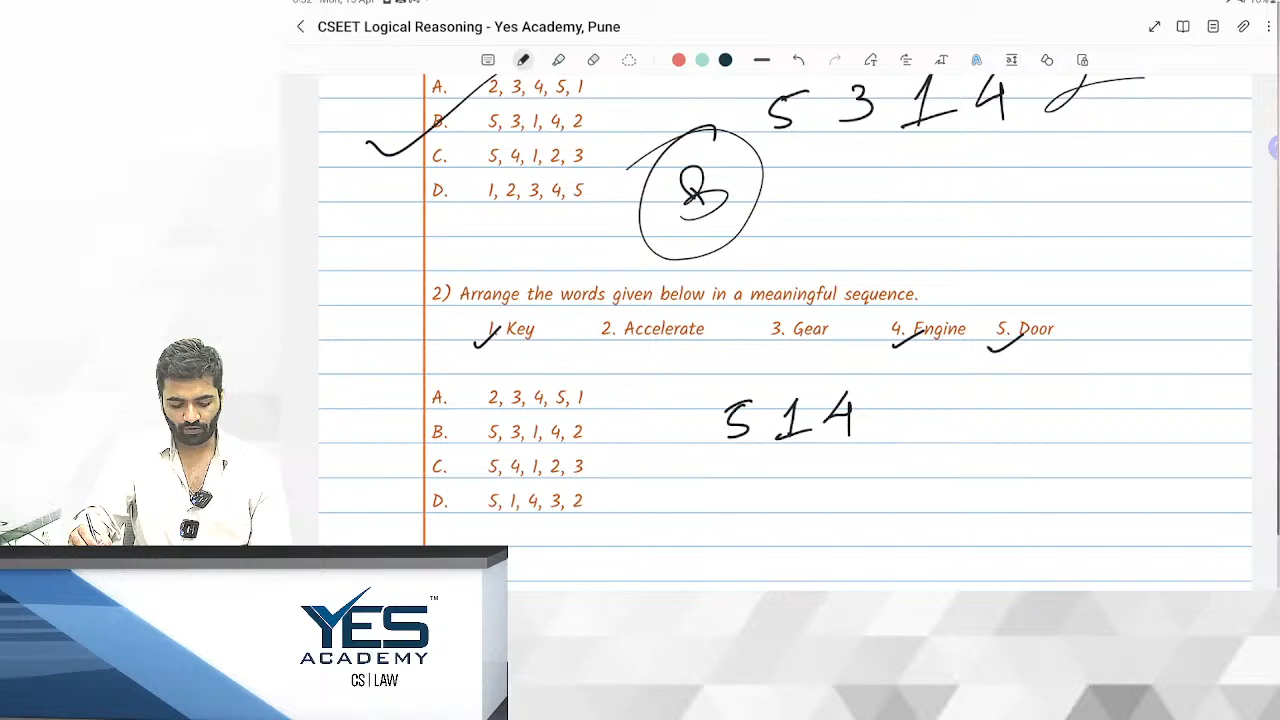 CSEET Logical Reasoning - Yes Academy, Pune
A. 2, 3, 4, 5, 1
5 3 1 4
B. 5, 3, 1, 4, 2
C. 5, 4, 1, 2, 3
B
D. 1, 2, 3, 4, 5
2) Arrange the words given below in a meaningful sequence.
1. Key 2. Accelerate 3. Gear 4. Engine 5. Door
A. 2, 3, 4, 5, 1
5 1 4
B. 5, 3, 1, 4, 2
C. 5, 4, 1, 2, 3
D. 5, 1, 4, 3, 2
YES™
ACADEMY
CS | LAW